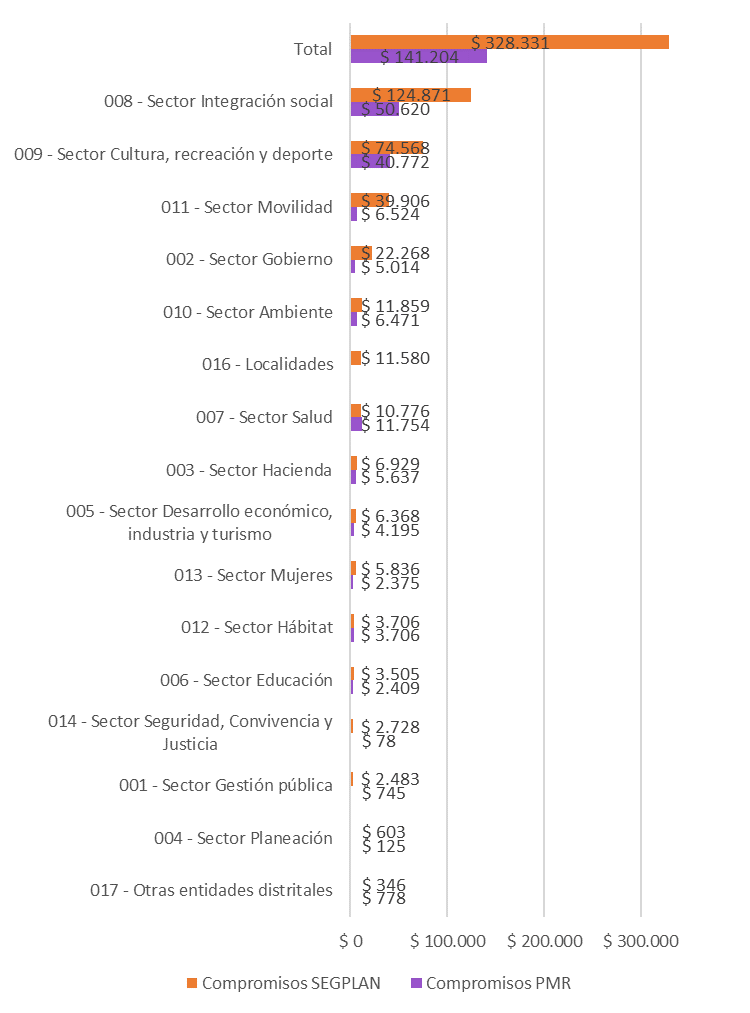 Total
$ 328.331
$ 141.204
008 - Sector Integración social
$ 124.871
$ 50.620
009 - Sector Cultura, recreación y deporte
$ 74.568
$ 40.772
011 - Sector Movilidad
$ 39.906
$ 6.524
002 - Sector Gobierno
$ 22.268
$ 5.014
010 - Sector Ambiente
$ 11.859
$ 6.471
016 - Localidades
$ 11.580
007 - Sector Salud
$ 10.776
$ 11.754
003 - Sector Hacienda
$ 6.929
$ 5.637
005 - Sector Desarrollo económico,
industria y turismo
$ 6.368
$ 4.195
013 - Sector Mujeres
$ 5.836
$ 2.375
012 - Sector Hábitat
$ 3.706
$ 3.706
006 - Sector Educación
$ 3.505
$ 2.409
014 - Sector Seguridad, Convivencia y
Justicia
$ 2.728
$ 78
001 - Sector Gestión pública
$ 2.483
$ 745
004 - Sector Planeación
$ 603
$ 125
017 - Otras entidades distritales
$ 346
$ 778
$ 0 $ 100.000 $ 200.000 $ 300.000
Compromisos SEGPLAN Compromisos PMR